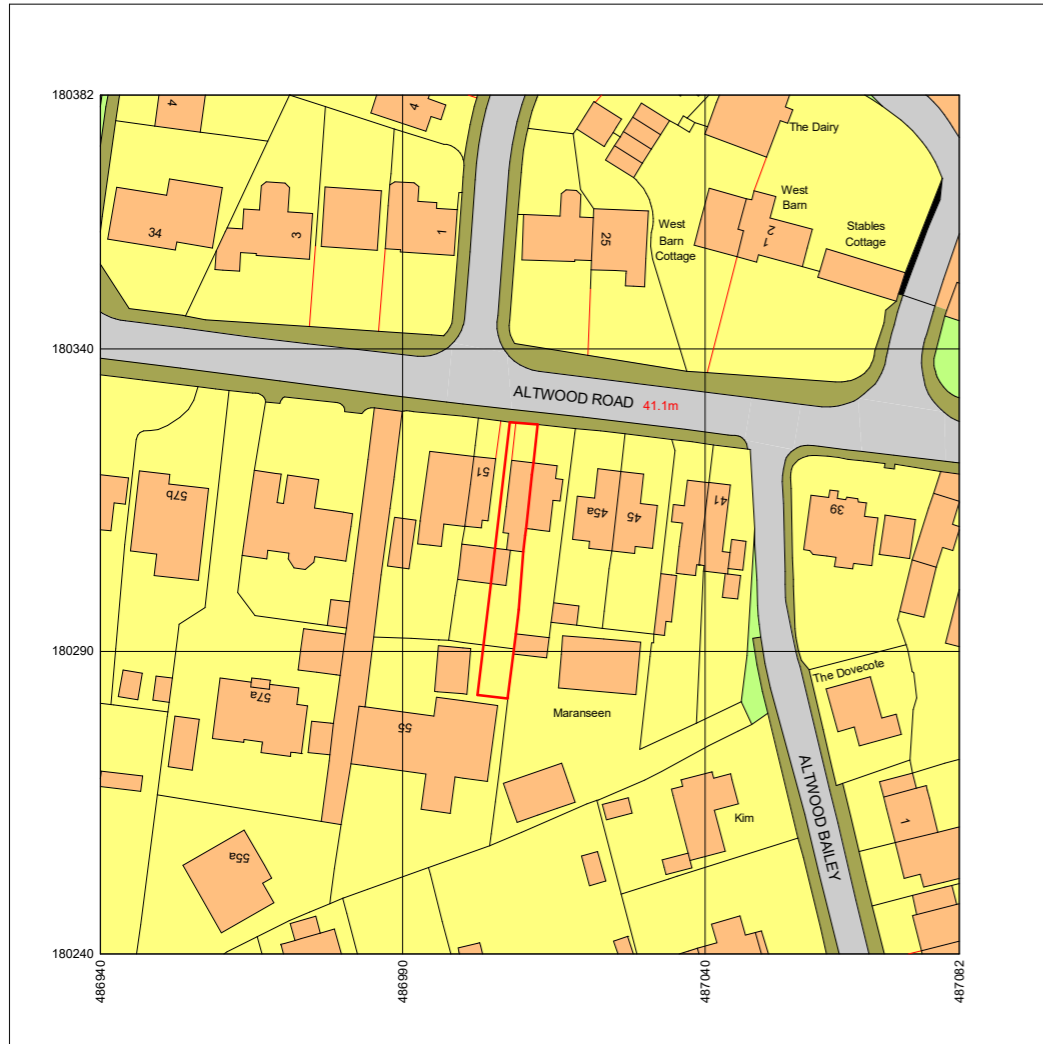 180382
4
4
The Dairy
34
3
1
25
West
Barn
Cottage
West
Barn
1 2
Stables
Cottage
180340
ALTWOOD ROAD
41.1m
57b
51
45a
45
41
39
180290
57a
55
Maranseen
The Dovecote
55a
Kim
ALTWOOD BAILEY
1
180240
486940
486990
487040
487082